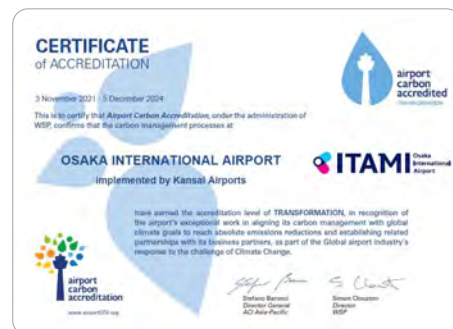 CERTIFICATE
of ACCREDITATION
3 November 2021 - 5 December 2024
This is to certify that Airport Carbon Accreditation, under the administration of
WSP, confirms that the carbon management processes at
OSAKA INTERNATIONAL AIRPORT
implemented by Kansai Airports
have earned the accreditation level of TRANSFORMATION, in recognition of
the airport's exceptional work in aligning its carbon management with global
climate goals to reach absolute emissions reductions and establishing related
partnerships with its business partners, as part of the Global airport industry's
response to the challenge of Climate Change.
airport
carbon
accredited
TRANSFORMATION
ITAMI
Osaka
International
Airport
airport
carbon
accreditation
Stefano Baronci
Director General
ACI Asia-Pacific
Simon Clouston
Director
WSP